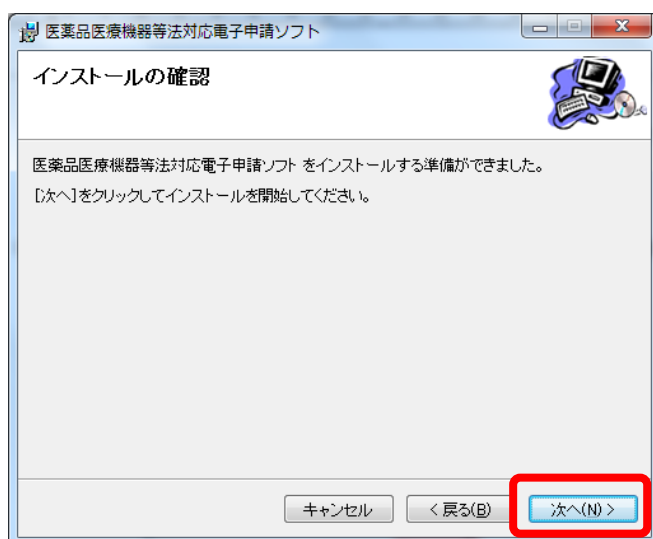 医薬品医療機器等法対応電子申請ソフト
インストールの確認
医薬品医療機器等法対応電子申請ソフト をインストールする準備ができました。
[次へ]をクリックしてインストールを開始してください。
キャンセル
< 戻る(B)
次へ(N) >